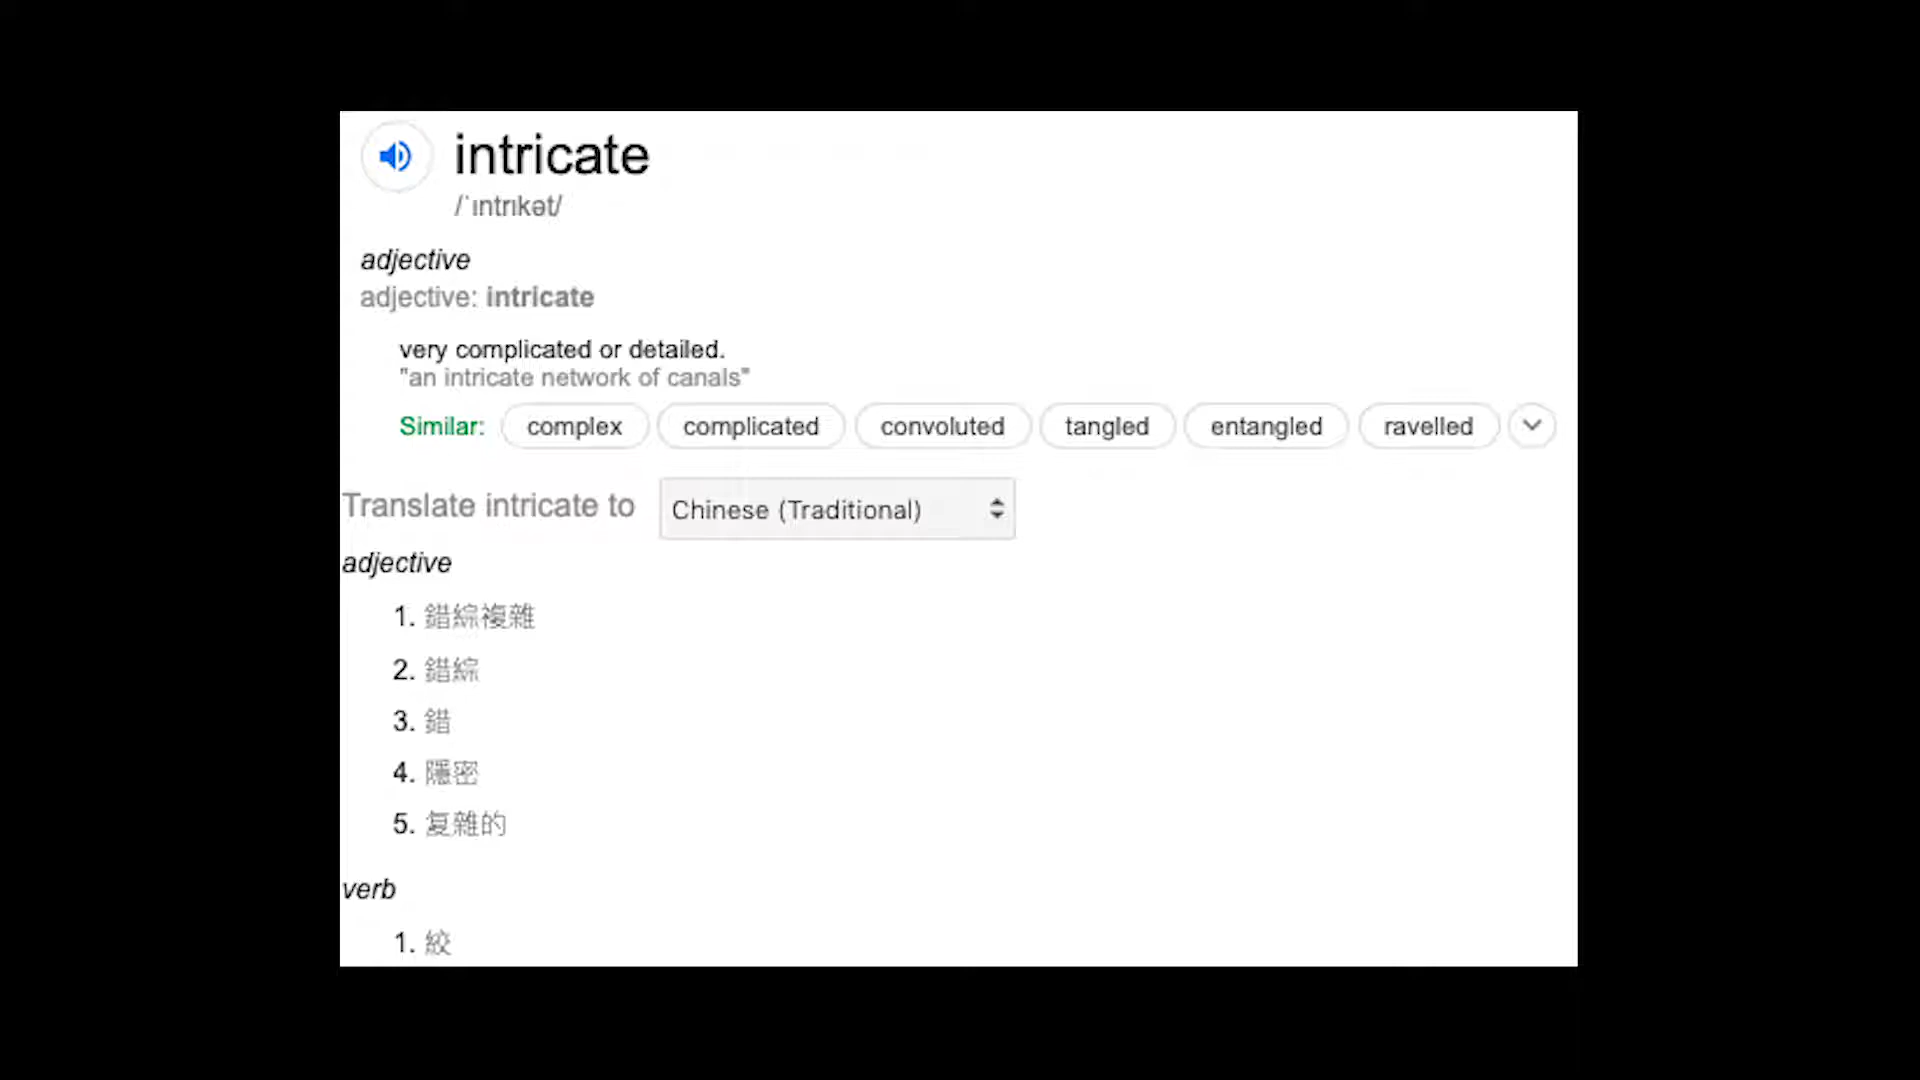 intricate
/ˈɪntrɪkət/
adjective
adjective: intricate
very complicated or detailed.
"an intricate network of canals"
Similar: complex complicated convoluted tangled entangled ravelled
Translate intricate to Chinese (Traditional)
adjective
1. 錯綜複雜
2. 錯綜
3. 錯
4. 隱密
5. 复雜的
verb
1. 絞